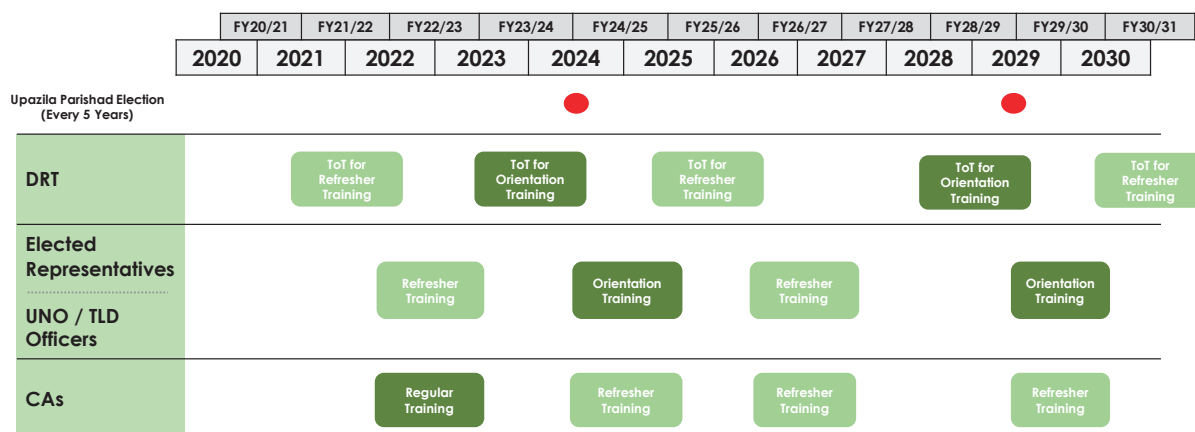 FY20/21 FY21/22 FY22/23 FY23/24 FY24/25 FY25/26 FY26/27 FY27/28 FY28/29 FY29/30 FY30/31
2020 2021 2022 2023 2024 2025 2026 2027 2028 2029 2030
Upazila Parishad Election
(Every 5 Years)
DRT
ToT for
Refresher
Training
ToT for
Orientation
Training
ToT for
Refresher
Training
ToT for
Orientation
Training
ToT for
Refresher
Training
Elected
Representatives
UNO / TLD
Officers
Refresher
Training
Orientation
Training
Refresher
Training
Orientation
Training
CAs
Regular
Training
Refresher
Training
Refresher
Training
Refresher
Training